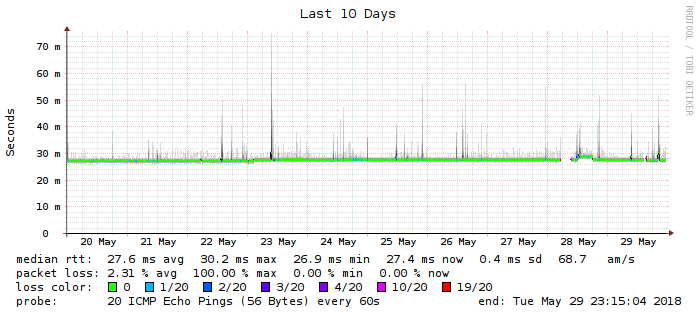 Last 10 Days
RRDTOOL / TOBI OETIKER
Seconds
70 m
60 m
50 m
40 m
30 m
20 m
10 m
0
20 May 21 May 22 May 23 May 24 May 25 May 26 May 27 May 28 May 29 May
median rtt: 27.6 ms avg 30.2 ms max 26.9 ms min 27.4 ms now 0.4 ms sd 68.7 am/s
packet loss: 2.31 % avg 100.00 % max 0.00 % min 0.00 % now
loss color: 0 1/20 2/20 3/20 4/20 10/20 19/20
probe: 20 ICMP Echo Pings (56 Bytes) every 60s end: Tue May 29 23:15:04 2018